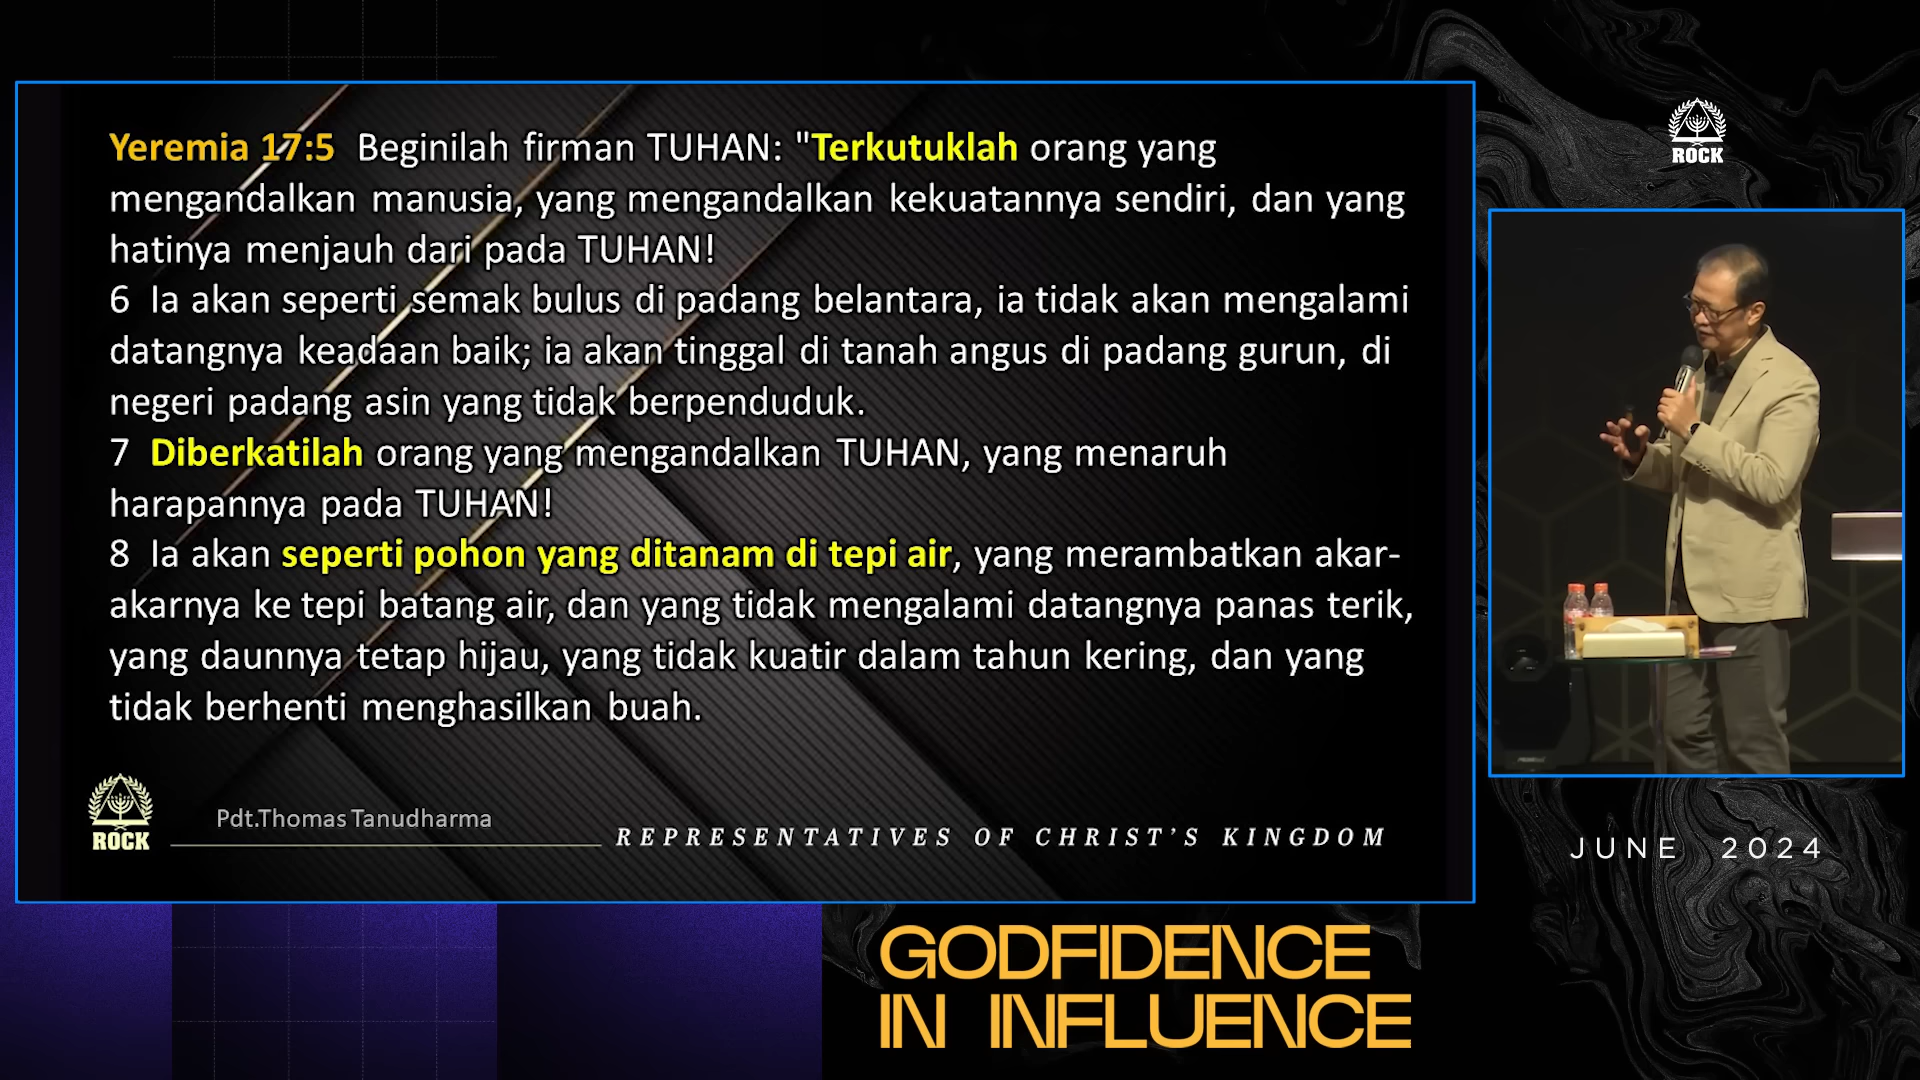 Yeremia 17:5 Beginilah firman TUHAN: "Terkutuklah orang yang
mengandalkan manusia, yang mengandalkan kekuatannya sendiri, dan yang
hatinya menjauh dari pada TUHAN!
6 Ia akan seperti semak bulus di padang belantara, ia tidak akan mengalami
datangnya keadaan baik; ia akan tinggal di tanah angus di padang gurun, di
negeri padang asin yang tidak berpenduduk.
7 Diberkatilah orang yang mengandalkan TUHAN, yang menaruh
harapannya pada TUHAN!
8 Ia akan seperti pohon yang ditanam di tepi air, yang merambatkan akar-
akarnya ke tepi batang air, dan yang tidak mengalami datangnya panas terik,
yang daunnya tetap hijau, yang tidak kuatir dalam tahun kering, dan yang
tidak berhenti menghasilkan buah.
ROCK
Pdt.Thomas Tanudharma
REPRESENTATIVES OF CHRIST'S KINGDOM
ROCK
JUNE 2024
GODFIDENCE
IN INFLUENCE